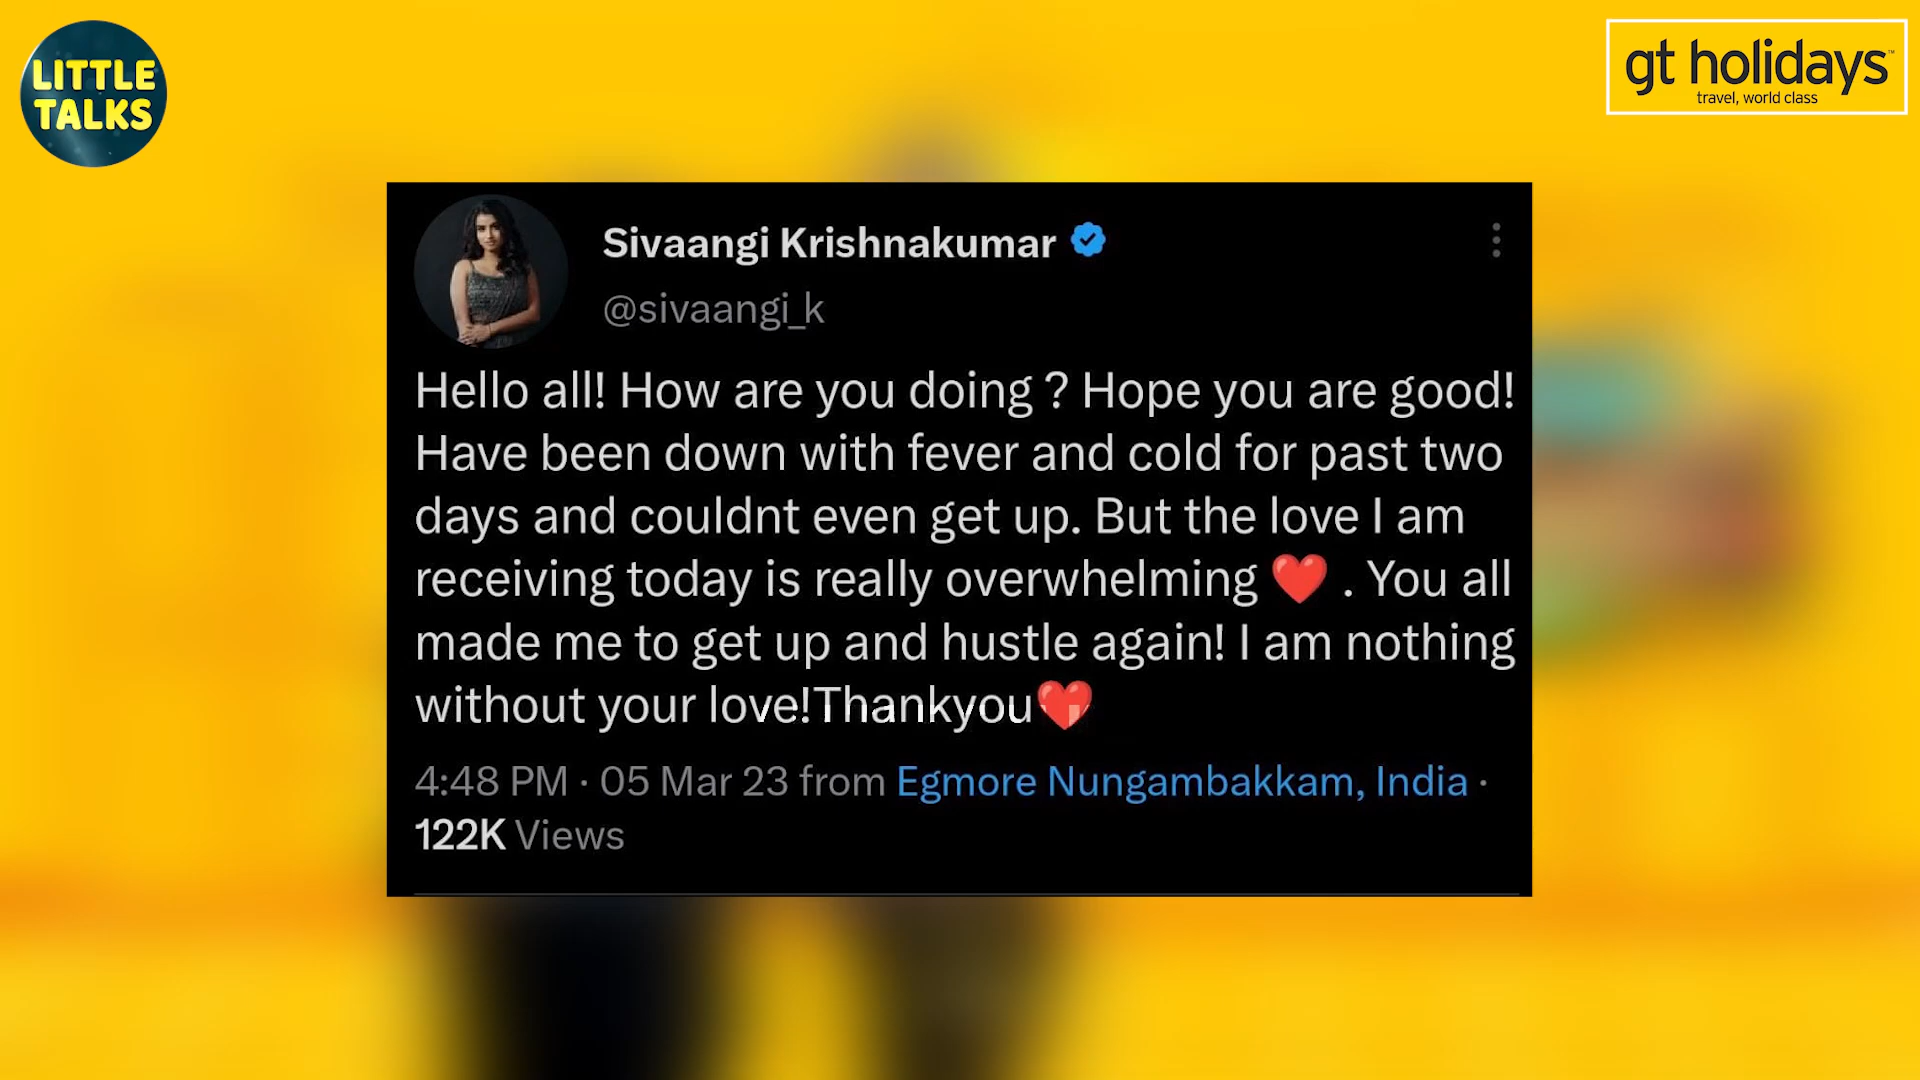 LITTLE
TALKS
gt holidays™
travel, world class
Sivaangi Krishnakumar
@sivaangi_k
Hello all! How are you doing ? Hope you are good!
Have been down with fever and cold for past two
days and couldnt even get up. But the love I am
receiving today is really overwhelming ❤️ . You all
made me to get up and hustle again! I am nothing
without your love!Thankyou❤️
4:48 PM · 05 Mar 23 from Egmore Nungambakkam, India ·
122K Views